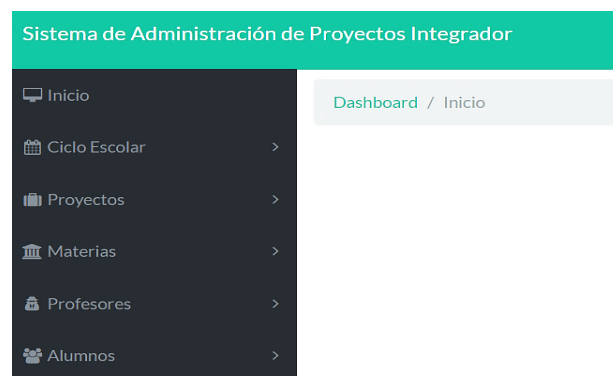 Sistema de Administración de Proyectos Integrador
Inicio
Dashboard / Inicio
Ciclo Escolar
Proyectos
Materias
Profesores
Alumnos